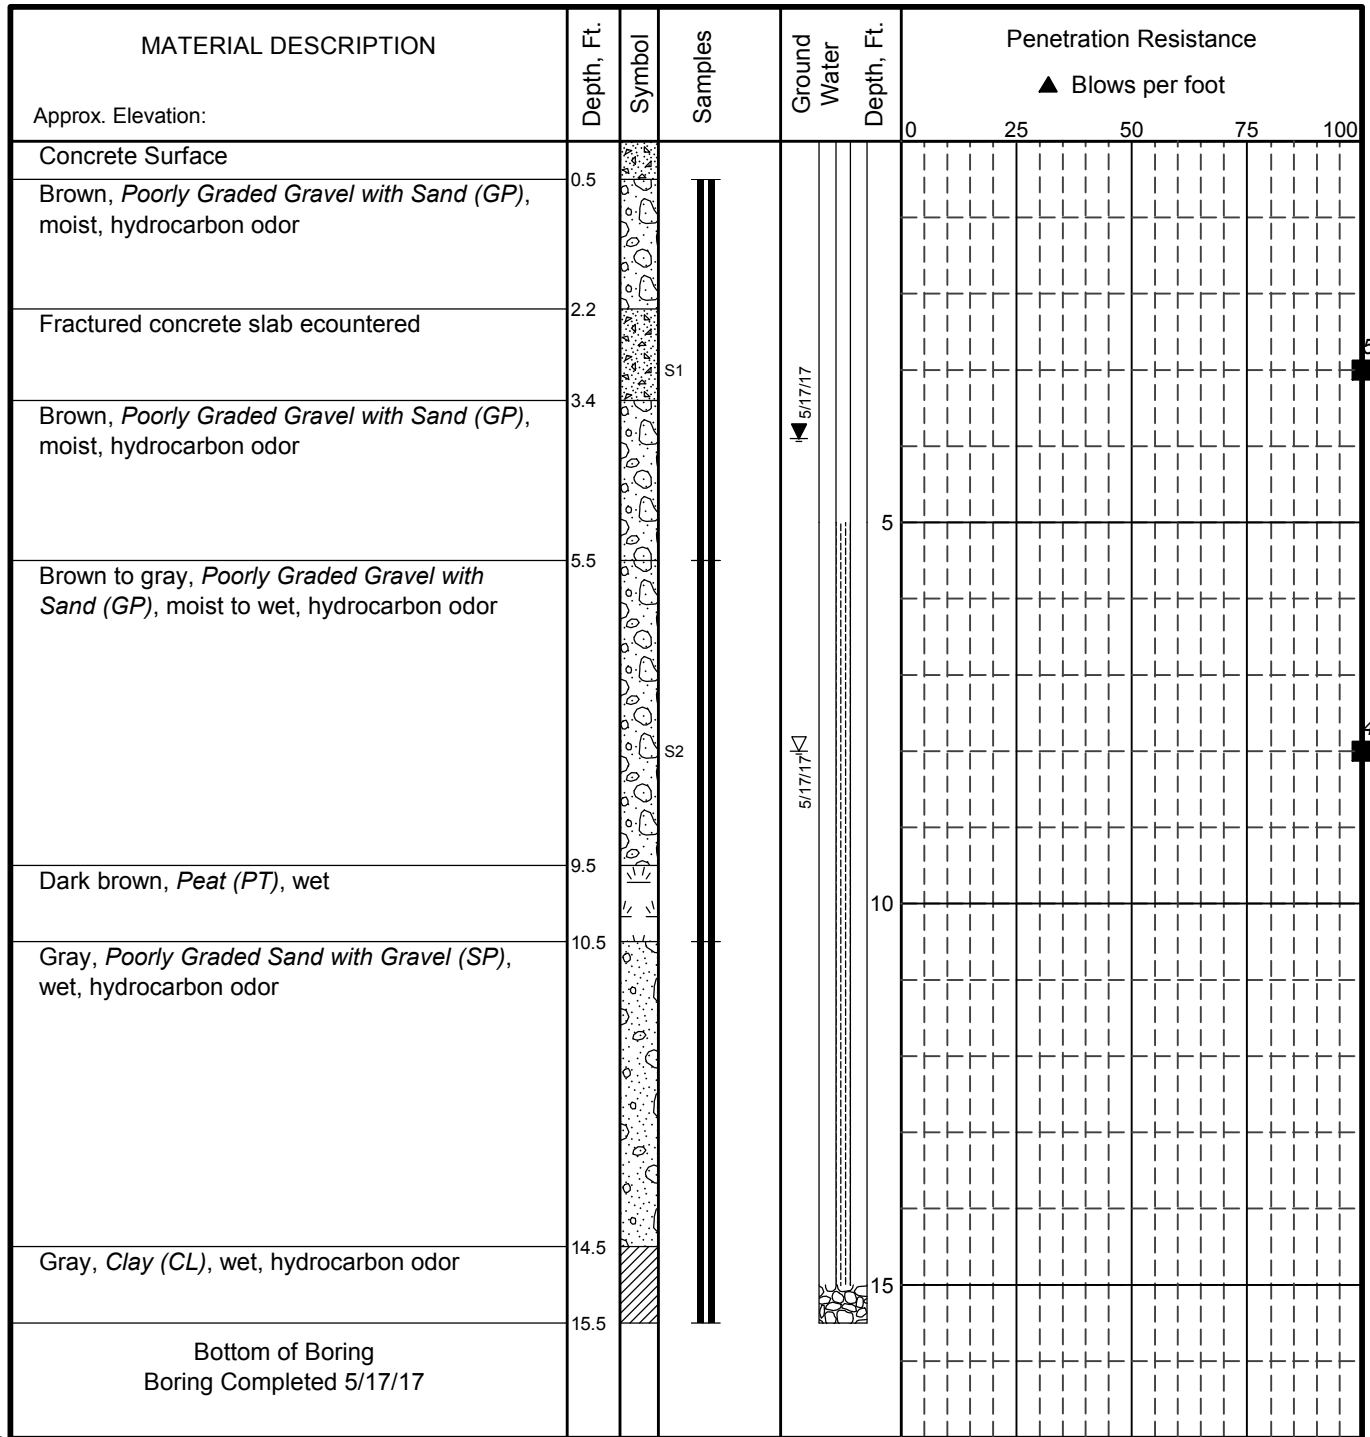 MATERIAL DESCRIPTION
Approx. Elevation:
Depth, Ft.
Symbol
Samples
Ground
Water
Depth, Ft.
Penetration Resistance
▲ Blows per foot
0 25 50 75 100
Concrete Surface
0.5
Brown, Poorly Graded Gravel with Sand (GP),
moist, hydrocarbon odor
2.2
Fractured concrete slab ecountered
S1
3.4
Brown, Poorly Graded Gravel with Sand (GP),
moist, hydrocarbon odor
5/17/17
5
5.5
Brown to gray, Poorly Graded Gravel with
Sand (GP), moist to wet, hydrocarbon odor
S2
5/17/17
9.5
Dark brown, Peat (PT), wet
10
10.5
Gray, Poorly Graded Sand with Gravel (SP),
wet, hydrocarbon odor
14.5
Gray, Clay (CL), wet, hydrocarbon odor
15
15.5
Bottom of Boring
Boring Completed 5/17/17